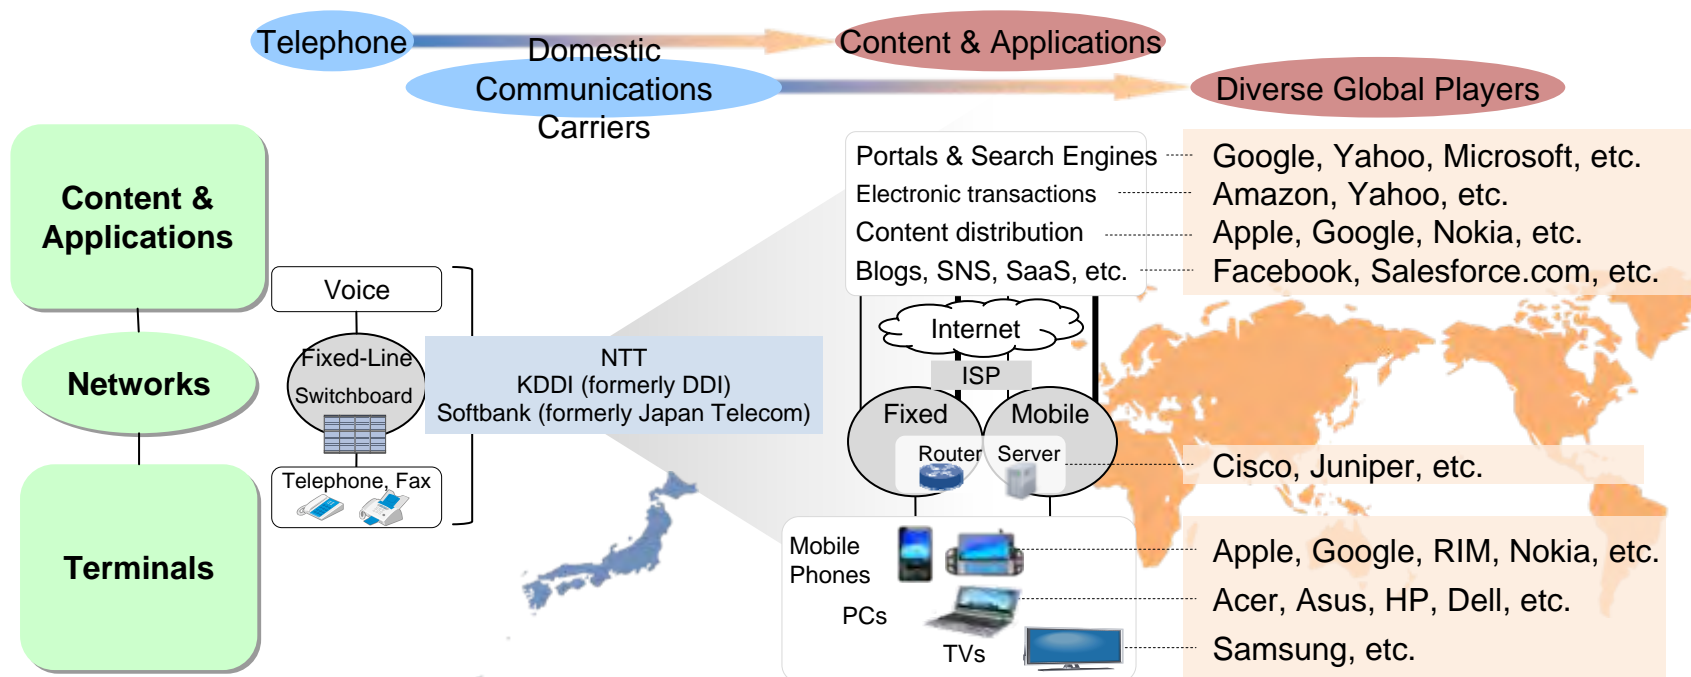 Telephone
Domestic
Communications
Carriers
Content & Applications
Diverse Global Players
Content &
Applications
Networks
Terminals
Voice
Fixed-Line
Switchboard
Telephone, Fax
NTT
KDDI (formerly DDI)
Softbank (formerly Japan Telecom)
Portals & Search Engines
Google, Yahoo, Microsoft, etc.
Electronic transactions
Amazon, Yahoo, etc.
Content distribution
Apple, Google, Nokia, etc.
Blogs, SNS, SaaS, etc.
Facebook, Salesforce.com, etc.
Internet
ISP
Fixed
Mobile
Router
Server
Cisco, Juniper, etc.
Mobile
Phones
Apple, Google, RIM, Nokia, etc.
PCs
Acer, Asus, HP, Dell, etc.
TVs
Samsung, etc.